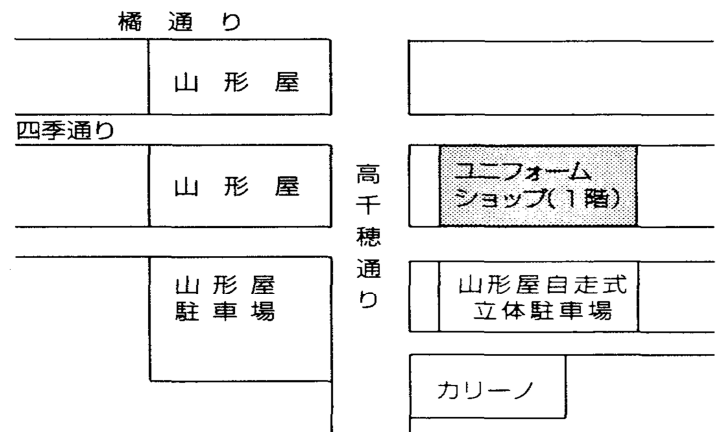 橘通り
山形屋
四季通り
山形屋
高千穂通り
ユニフォーム
ショップ(1階)
山形屋
駐車場
山形屋自走式
立体駐車場
カリーノ